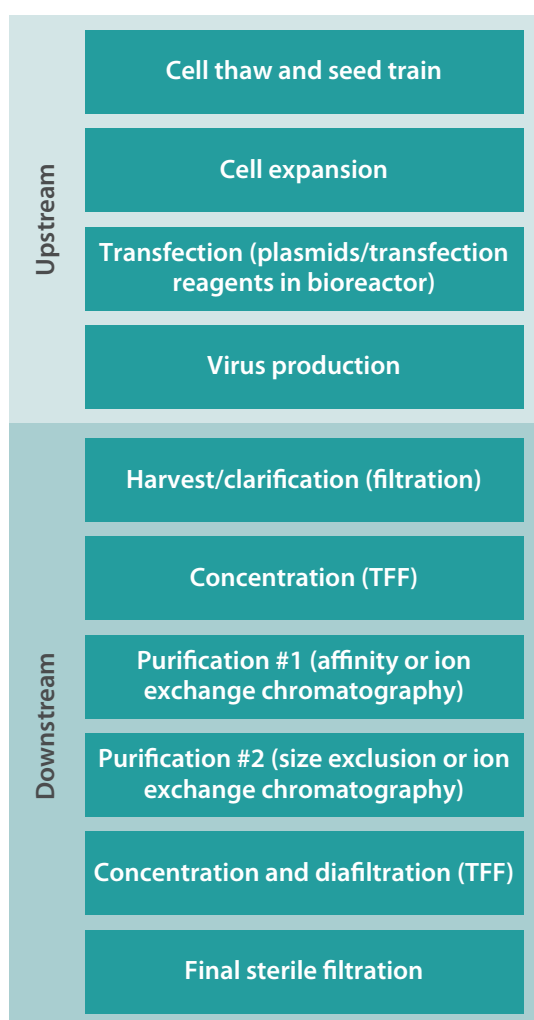 Upstream
Cell thaw and seed train
Cell expansion
Transfection (plasmids/transfection
reagents in bioreactor)
Virus production
Downstream
Harvest/clarification (filtration)
Concentration (TFF)
Purification #1 (affinity or ion
exchange chromatography)
Purification #2 (size exclusion or ion
exchange chromatography)
Concentration and diafiltration (TFF)
Final sterile filtration